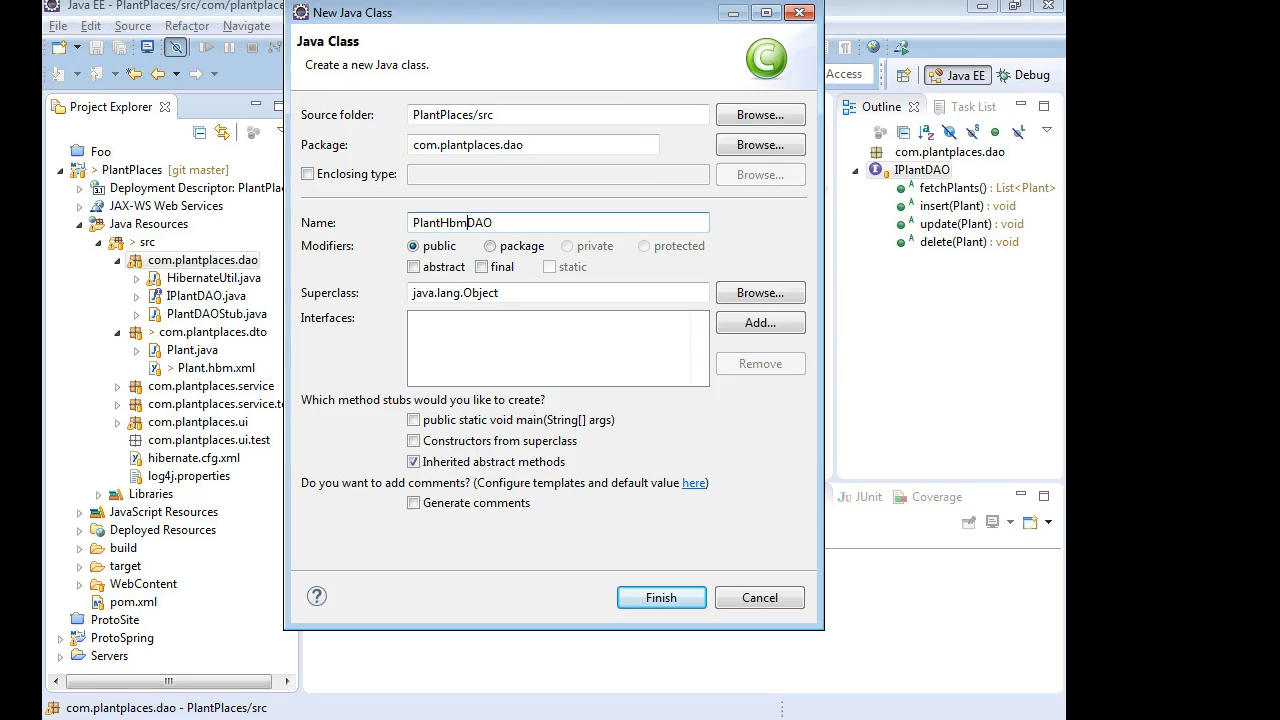 Java EE - PlantPlaces/src/com/plantplaces
File Edit Source Refactor Navigate
Access
Java EE
Debug
Project Explorer
Foo
> PlantPlaces [git master]
Deployment Descriptor: PlantPla
JAX-WS Web Services
Java Resources
> src
com.plantplaces.dao
HibernateUtil.java
IPlantDAO.java
PlantDAOStub.java
> com.plantplaces.dto
Plant.java
> Plant.hbm.xml
com.plantplaces.service
com.plantplaces.service.te
com.plantplaces.ui
com.plantplaces.ui.test
hibernate.cfg.xml
log4j.properties
Libraries
JavaScript Resources
Deployed Resources
build
target
WebContent
pom.xml
ProtoSite
ProtoSpring
Servers
com.plantplaces.dao - PlantPlaces/src
New Java Class
Java Class
Create a new Java class.
Source folder: PlantPlaces/src Browse...
Package: com.plantplaces.dao Browse...
Enclosing type: Browse...
Name: PlantHbmDAO
Modifiers: public package private protected
abstract final static
Superclass: java.lang.Object Browse...
Interfaces: Add...
Remove
Which method stubs would you like to create?
public static void main(String[] args)
Constructors from superclass
Inherited abstract methods
Do you want to add comments? (Configure templates and default value here)
Generate comments
? Finish Cancel
Outline Task List
com.plantplaces.dao
IPlantDAO
fetchPlants() : List<Plant>
insert(Plant) : void
update(Plant) : void
delete(Plant) : void
JUnit Coverage